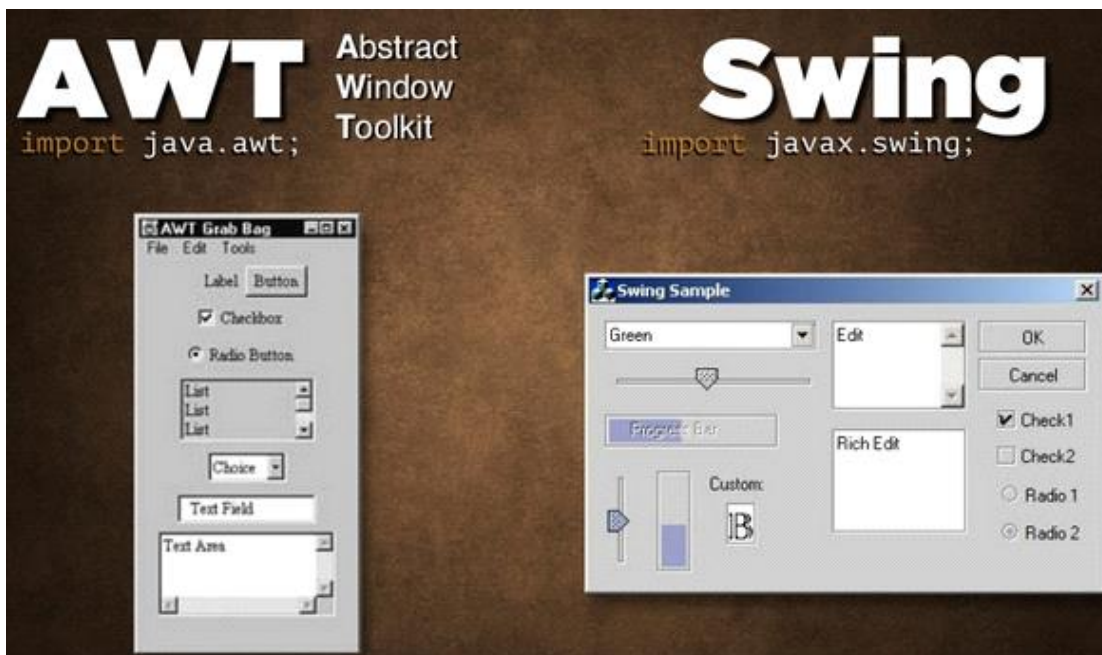 AWT
Abstract
Window
Toolkit
import java.awt;
Swing
import javax.swing;
AWT Grab Bag
File Edit Tools
Label Button
Checkbox
Radio Button
List
List
List
Choice
Text Field
Text Area
Swing Sample
Green
Edit
OK
Cancel
Progress Bar
Check1
Rich Edit
Check2
Custom:
B
Radio 1
Radio 2